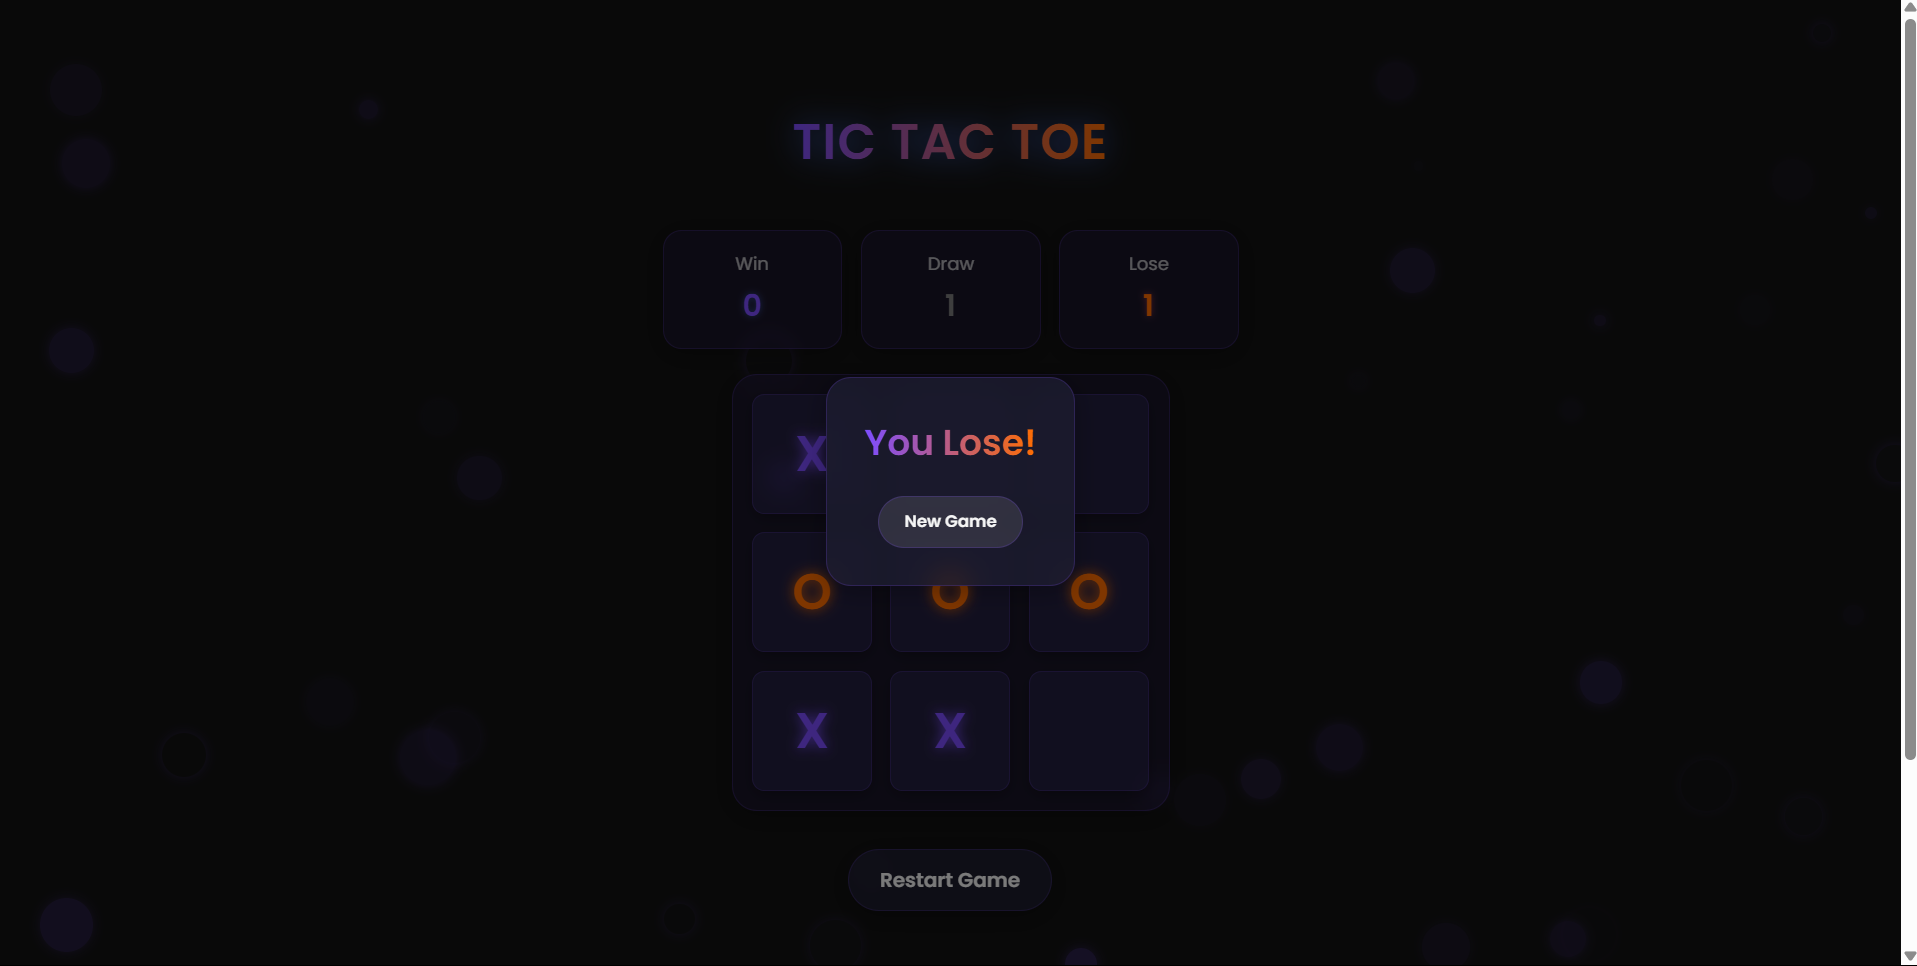 TIC TAC TOE
Win Draw Lose
0 1 1
You Lose!
New Game
X
O O O
X X
Restart Game